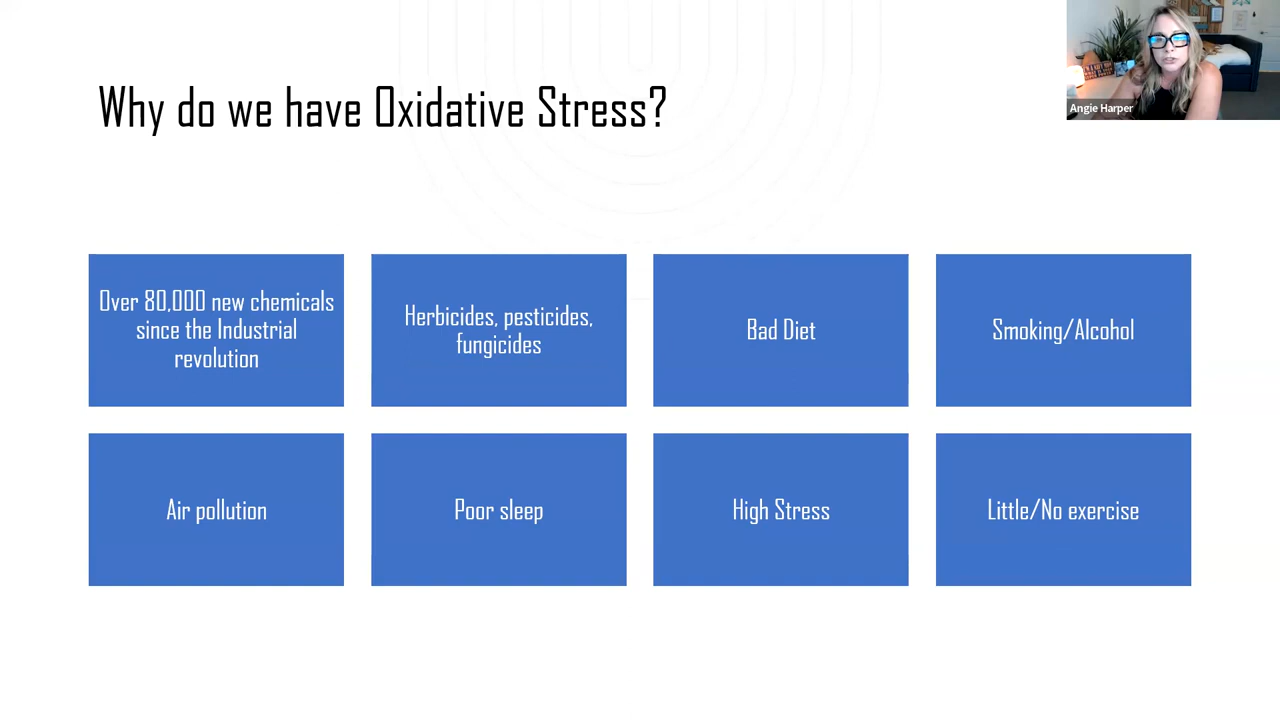 Why do we have Oxidative Stress?
Angie Harper
Over 80,000 new chemicals
since the Industrial
revolution
Herbicides, pesticides,
fungicides
Bad Diet
Smoking/Alcohol
Air pollution
Poor sleep
High Stress
Little/No exercise